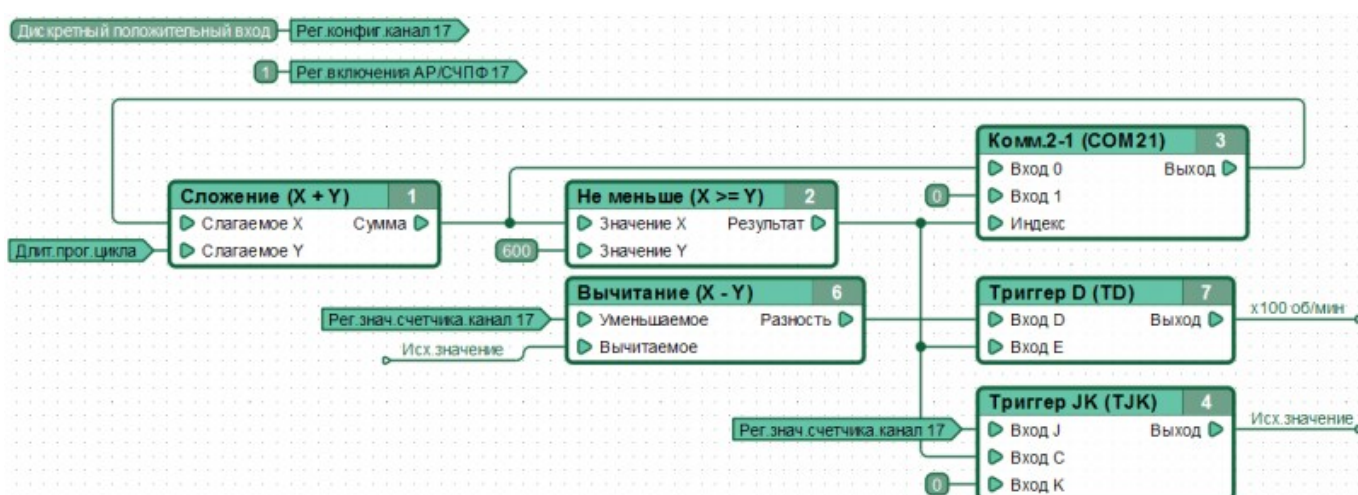 Дискретный положительный вход
Рег.конфиг.канал 17
1
Рег.включения АР/СЧПФ 17
Комм.2-1 (COM21) 3
Вход 0 Выход
0
Вход 1
Индекс
Сложение (X + Y) 1
Слагаемое X Сумма
Длит.прог.цикла
Слагаемое Y
Не меньше (X >= Y) 2
Значение X Результат
600
Значение Y
Вычитание (X - Y) 6
Рег.знач.счетчика.канал 17
Уменьшаемое Разность
Исх.значение
Вычитаемое
Триггер D (TD) 7
Вход D Выход
x100 об/мин
Вход E
Триггер JK (TJK) 4
Рег.знач.счетчика.канал 17
Вход J Выход
Исх.значение
Вход C
0
Вход K